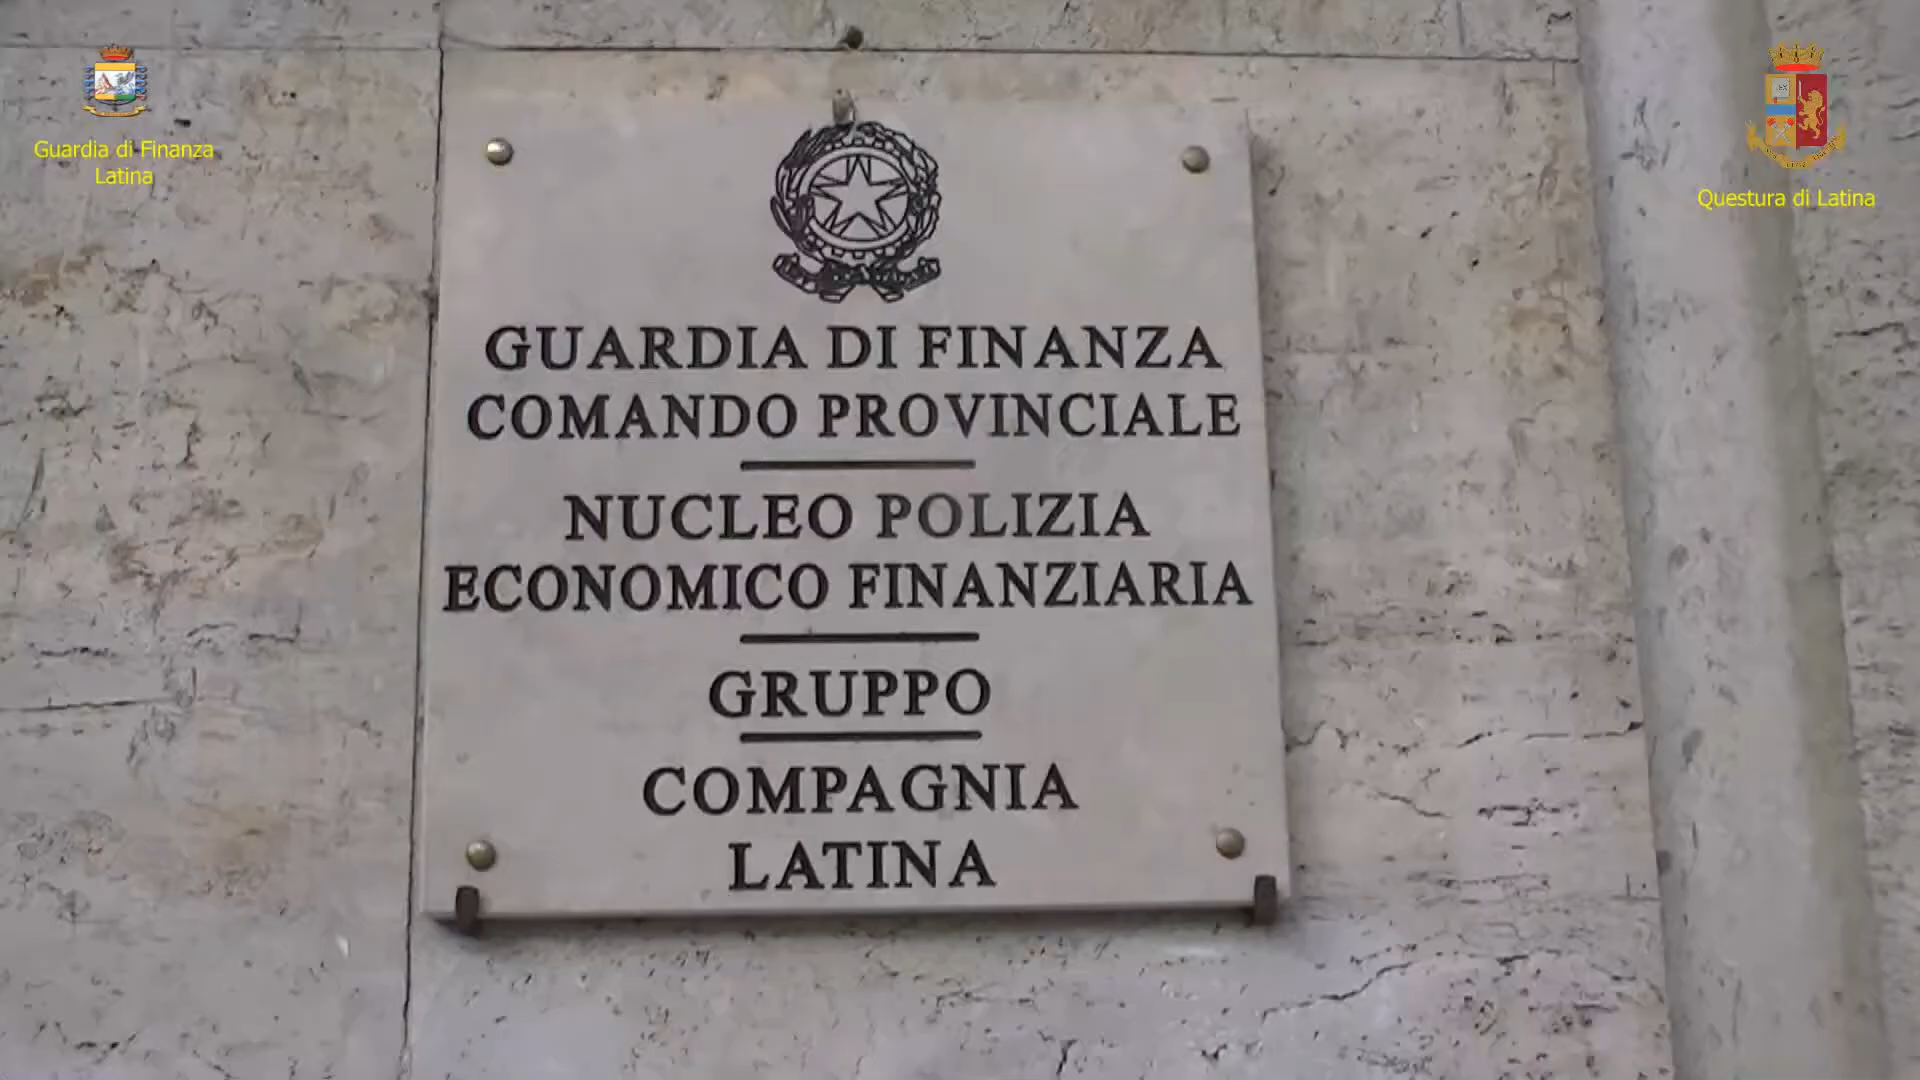 Guardia di Finanza
Latina
Questura di Latina
GUARDIA DI FINANZA
COMANDO PROVINCIALE
NUCLEO POLIZIA
ECONOMICO FINANZIARIA
GRUPPO
COMPAGNIA
LATINA